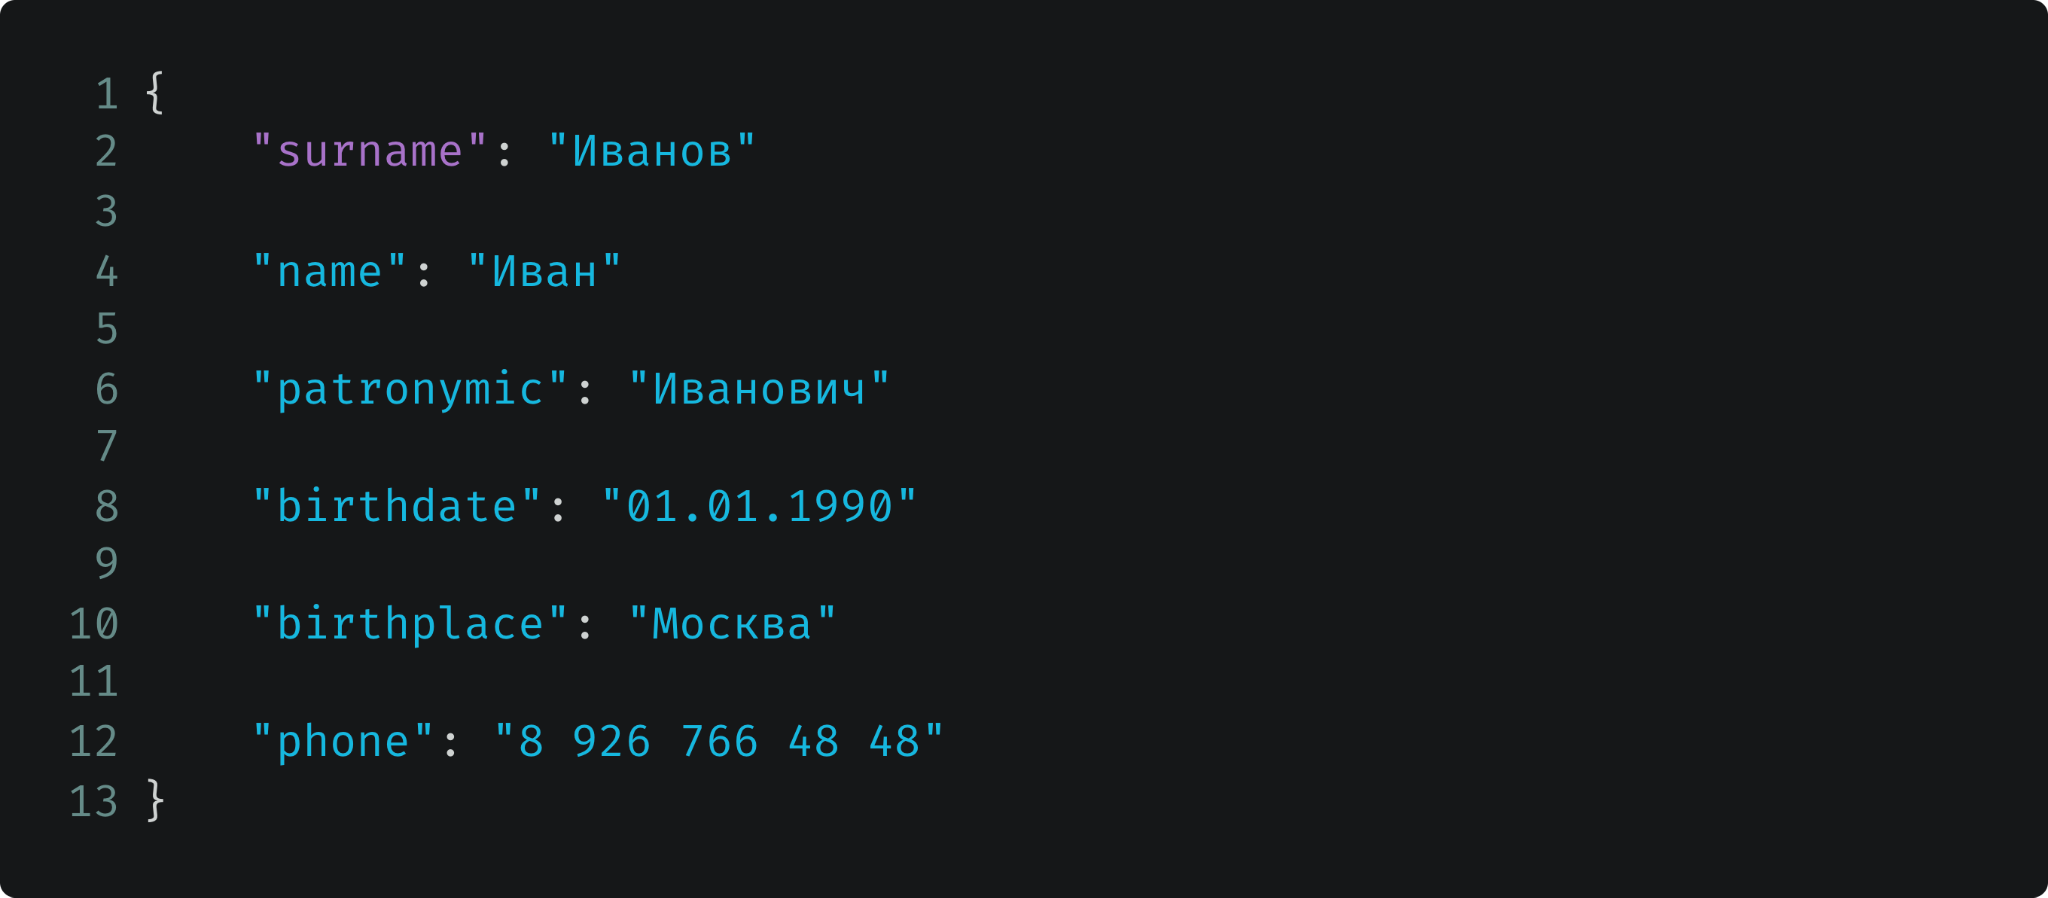 1 {
2 "surname": "Иванов"
3
4 "name": "Иван"
5
6 "patronymic": "Иванович"
7
8 "birthdate": "01.01.1990"
9
10 "birthplace": "Москва"
11
12 "phone": "8 926 766 48 48"
13 }